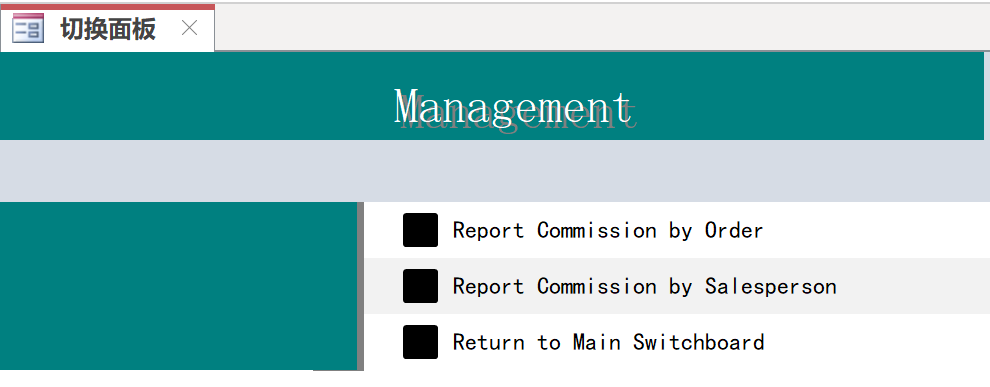 切换面板
Management
Report Commission by Order
Report Commission by Salesperson
Return to Main Switchboard